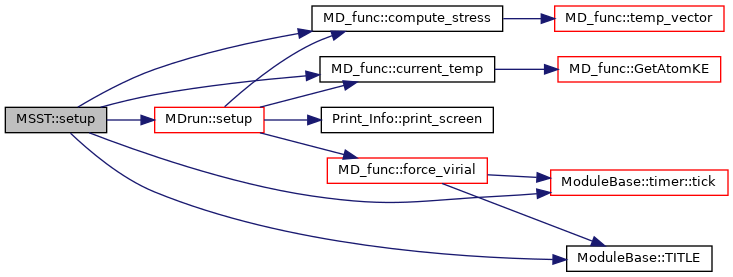 MD_func::compute_stress
MD_func::temp_vector
MD_func::current_temp
MD_func::GetAtomKE
MSST::setup
MDrun::setup
Print_Info::print_screen
MD_func::force_virial
ModuleBase::timer::tick
ModuleBase::TITLE